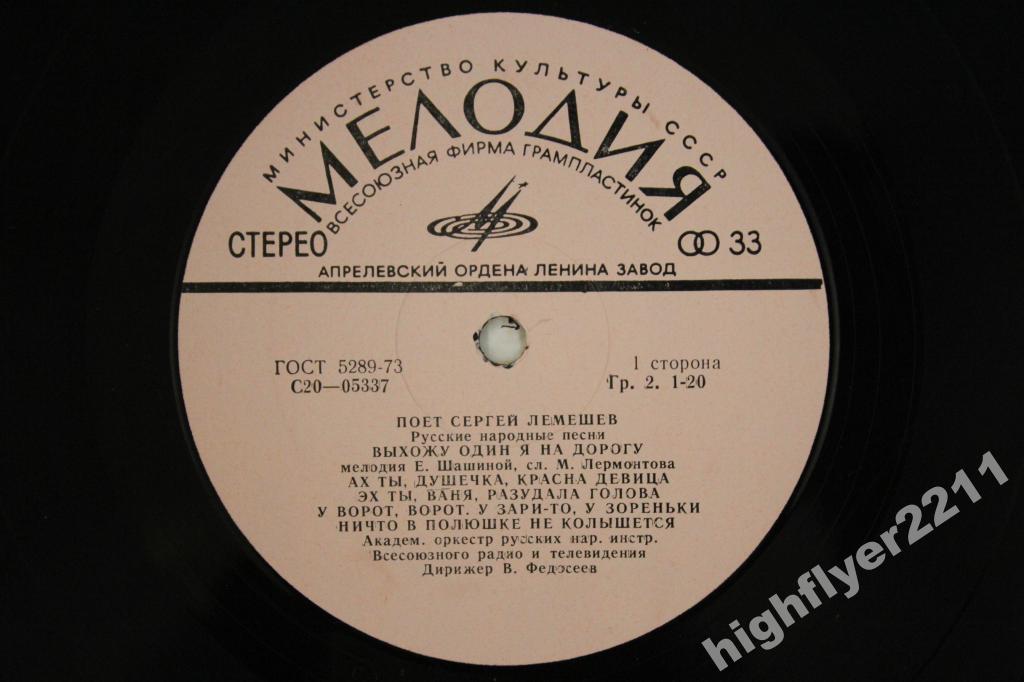 МИНИСТЕРСТВО КУЛЬТУРЫ СССР
МЕЛОДИЯ
ВСЕСОЮЗНАЯ ФИРМА ГРАМПЛАСТИНОК
СТЕРЕО 33
АПРЕЛЕВСКИЙ ОРДЕНА ЛЕНИНА ЗАВОД
ГОСТ 5289-73 1 сторона
С20—05337 Гр. 2. 1-20
ПОЕТ СЕРГЕЙ ЛЕМЕШЕВ
Русские народные песни
ВЫХОЖУ ОДИН Я НА ДОРОГУ
мелодия Е. Шашиной, сл. М. Лермонтова
АХ ТЫ, ДУШЕЧКА, КРАСНА ДЕВИЦА
ЭХ ТЫ, ВАНЯ, РАЗУДАЛА ГОЛОВА
У ВОРОТ, ВОРОТ. У ЗАРИ-ТО, У ЗОРЕНЬКИ
НИЧТО В ПОЛЮШКЕ НЕ КОЛЫШЕТСЯ
Академ. оркестр русских нар. инстр.
Всесоюзного радио и телевидения
Дирижер В. Федосеев
highflyer2211